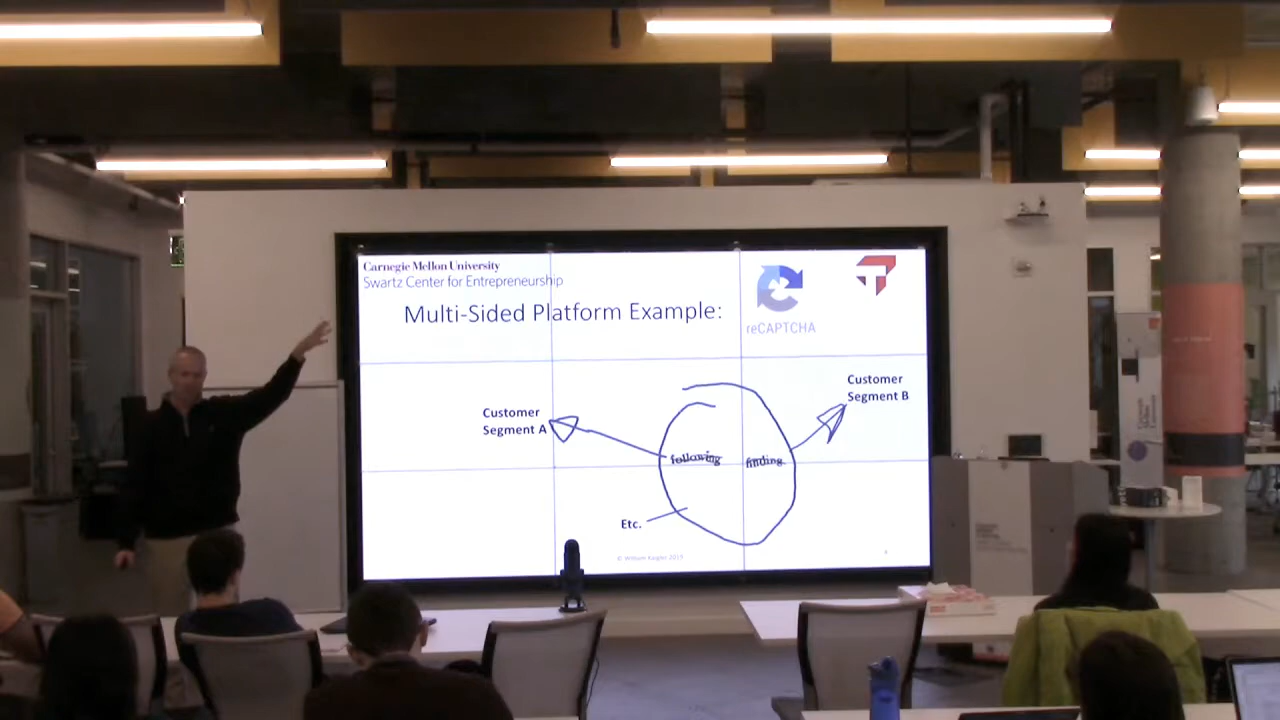 Carnegie Mellon University
Swartz Center for Entrepreneurship
Multi-Sided Platform Example:
reCAPTCHA
Customer
Segment A
Customer
Segment B
following
finding
Etc.